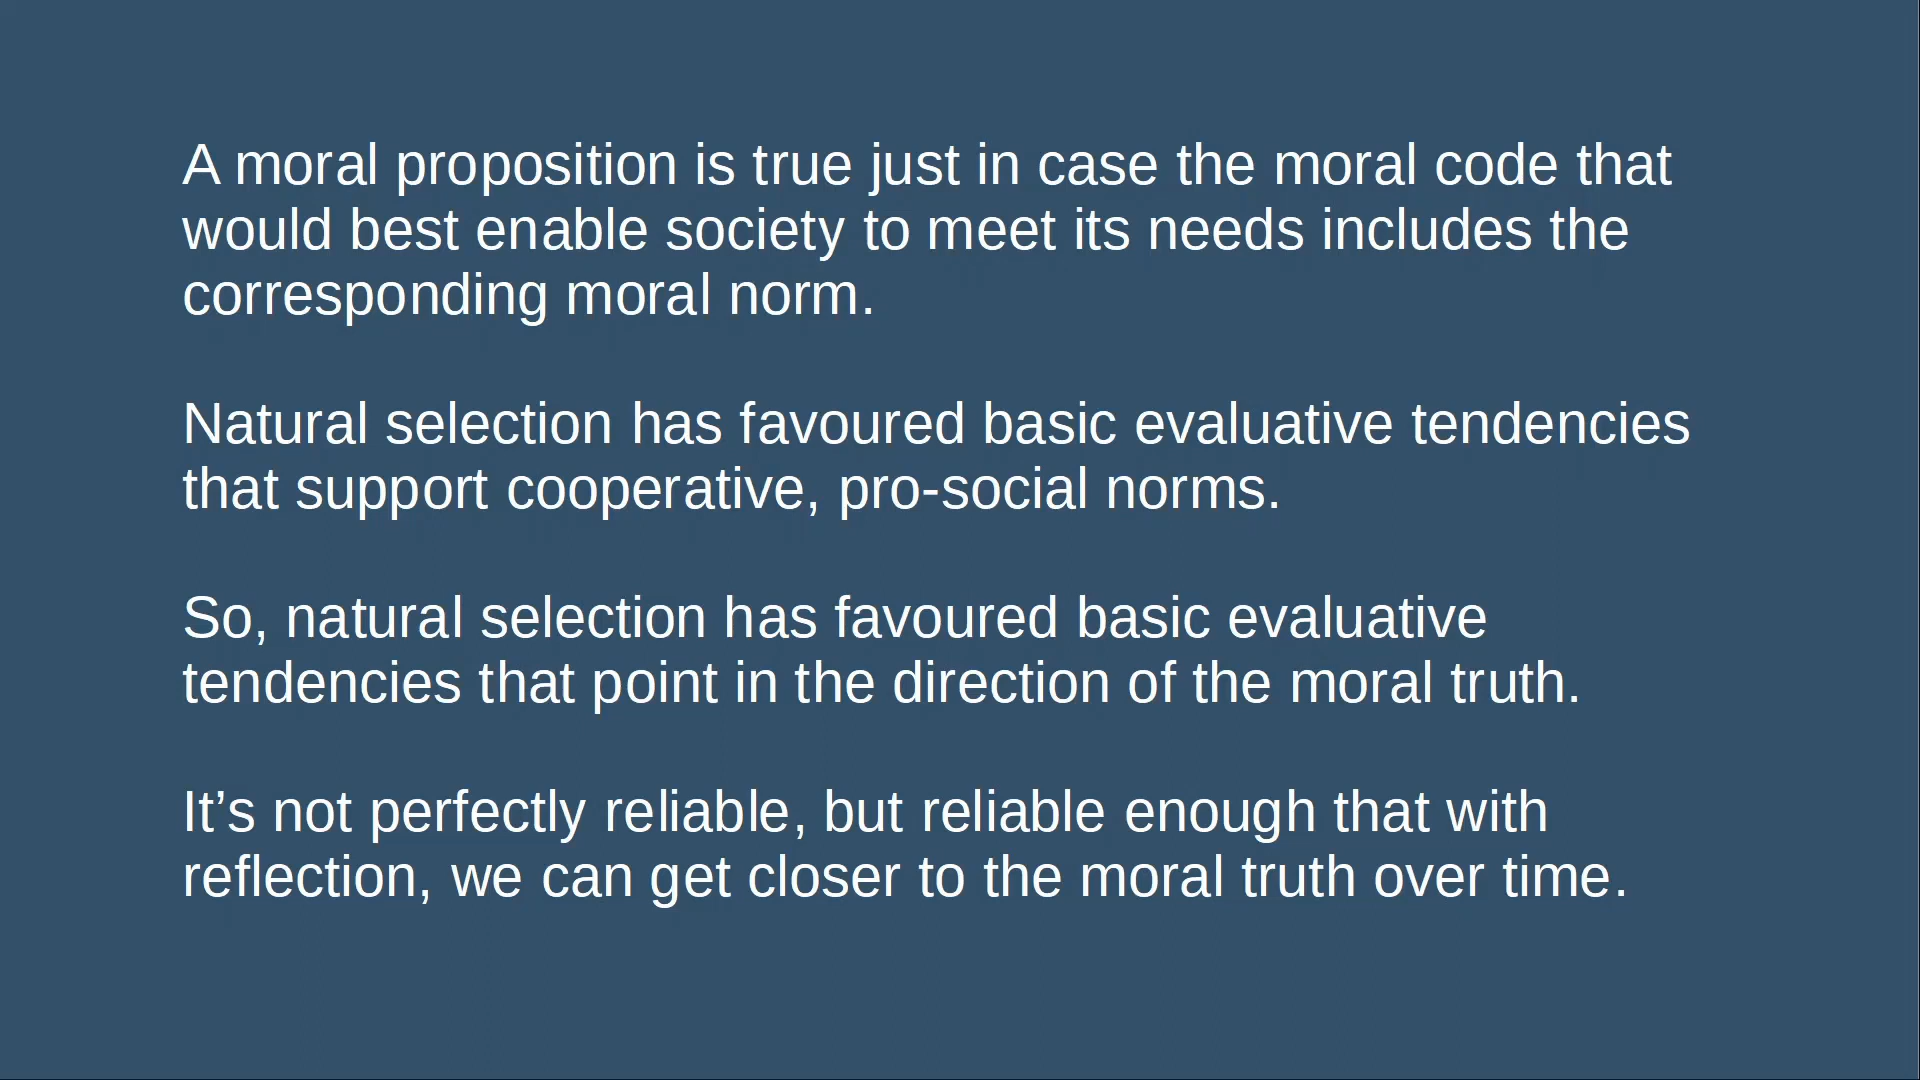 A moral proposition is true just in case the moral code that
would best enable society to meet its needs includes the
corresponding moral norm.
Natural selection has favoured basic evaluative tendencies
that support cooperative, pro-social norms.
So, natural selection has favoured basic evaluative
tendencies that point in the direction of the moral truth.
It’s not perfectly reliable, but reliable enough that with
reflection, we can get closer to the moral truth over time.